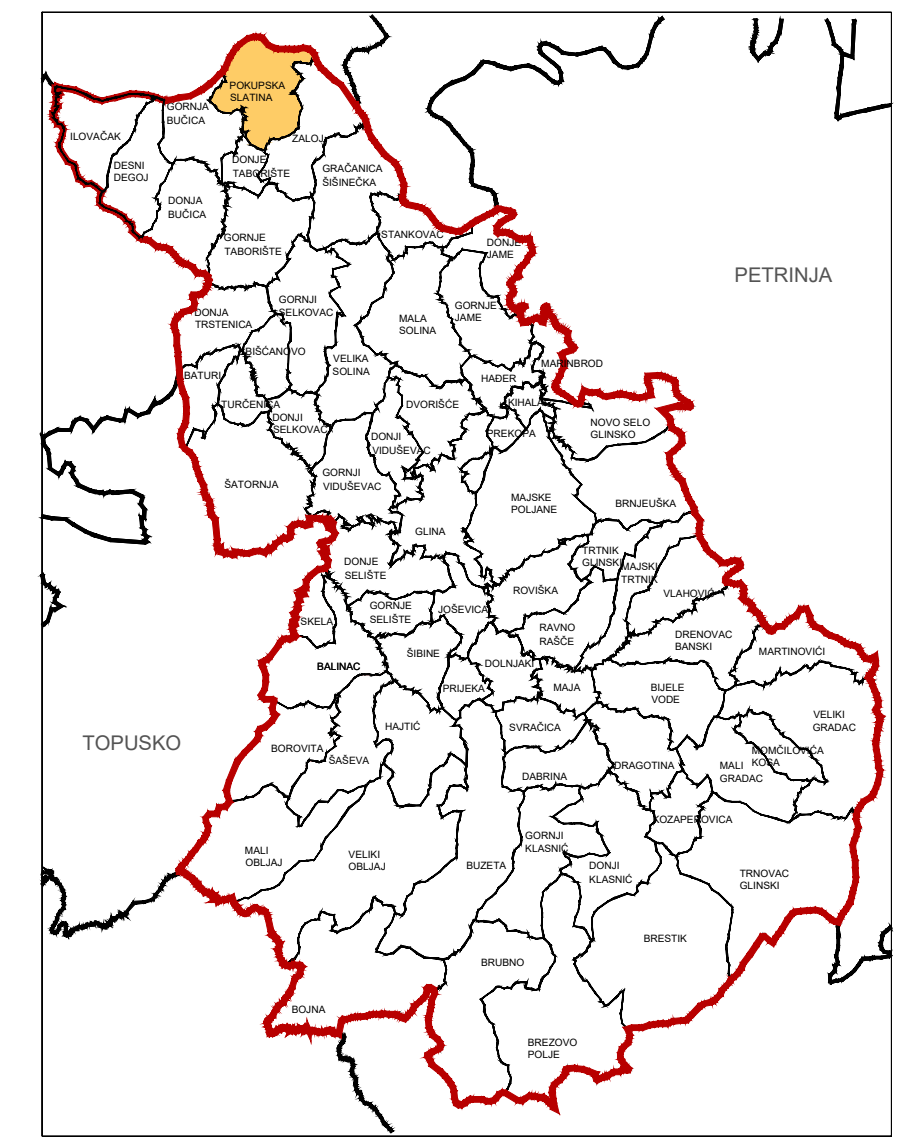 POKUPSKA
SLATINA
GORNJA
BUČICA
ILOVAČAK
ZALOJ
DONJE
TABORIŠTE
DESNI
DEGOJ
GRAČANICA
ŠIŠINEČKA
DONJA
BUČICA
GORNJE
TABORIŠTE
STANKOVAC
DONJE
JAME
PETRINJA
GORNJI
SELKOVAC
GORNJE
JAME
DONJA
TRSTENICA
MALA
SOLINA
BIŠĆANOVO
VELIKA
SOLINA
MARINBROD
BATURI
HAĐER
TURČENICA
DVORIŠĆE
KIHALAC
DONJI
SELKOVAC
NOVO SELO
GLINSKO
DONJI
VIDUŠEVAC
PREKOPA
GORNJI
VIDUŠEVAC
ŠATORNJA
MAJSKE
POLJANE
BRNJEUŠKA
GLINA
DONJE
SELIŠTE
TRTNIK
GLINSKI
MAJSKI
TRTNIK
ROVIŠKA
VLAHOVIĆ
GORNJE
SELIŠTE
JOŠEVICA
SKELA
RAVNO
RAŠČE
DRENOVAC
BANSKI
MARTINOVIĆI
ŠIBINE
BALINAC
DOLNJAKI
PRIJEKA
MAJA
BIJELE
VODE
VELIKI
GRADAC
HAJTIĆ
SVRAČICA
TOPUSKO
BOROVITA
ŠAŠEVA
MOMČILOVIĆA
KOSA
DRAGOTINA
MALI
GRADAC
DABRINA
KOZAPEROVICA
GORNJI
KLASNIĆ
MALI
OBLJAJ
VELIKI
OBLJAJ
BUZETA
DONJI
KLASNIĆ
TRNOVAC
GLINSKI
BRESTIK
BRUBNO
BOJNA
BREZOVO
POLJE